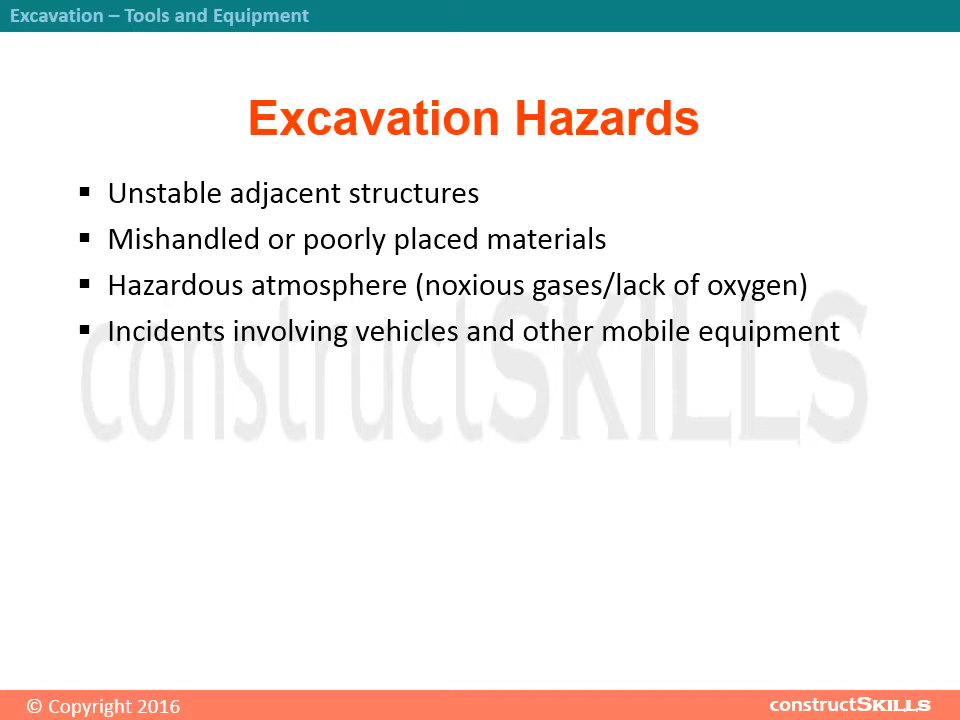 Excavation – Tools and Equipment
Excavation Hazards
▪ Unstable adjacent structures
▪ Mishandled or poorly placed materials
▪ Hazardous atmosphere (noxious gases/lack of oxygen)
▪ Incidents involving vehicles and other mobile equipment
constructSKILLS
© Copyright 2016
constructSKILLS